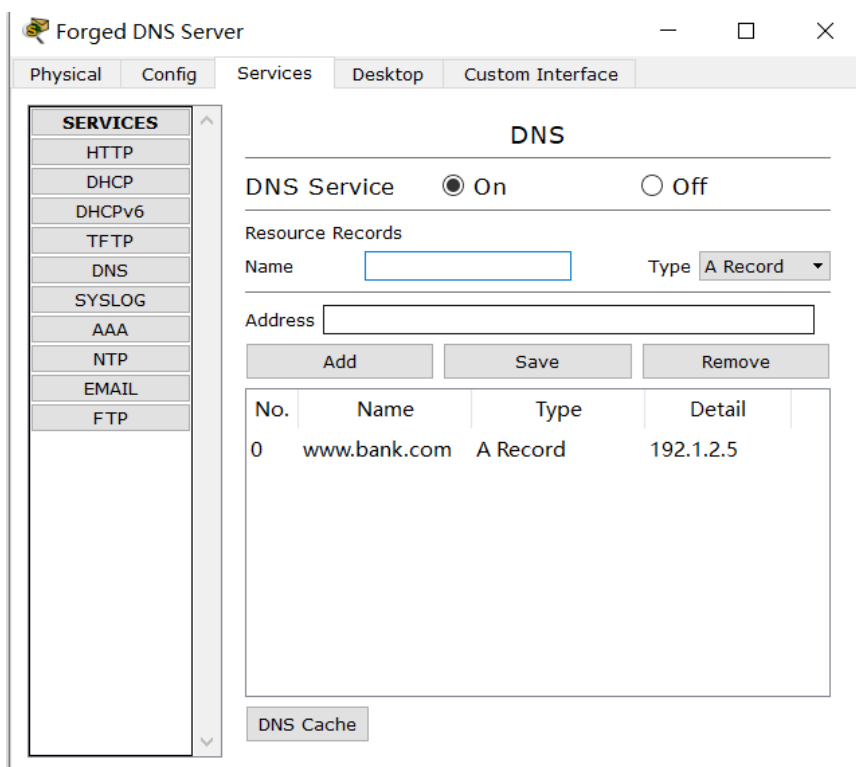 Forged DNS Server
Physical Config Services Desktop Custom Interface
SERVICES
HTTP
DHCP
DHCPv6
TFTP
DNS
SYSLOG
AAA
NTP
EMAIL
FTP
DNS
DNS Service On Off
Resource Records
Name Type A Record
Address
Add Save Remove
No. Name Type Detail
0 www.bank.com A Record 192.1.2.5
DNS Cache